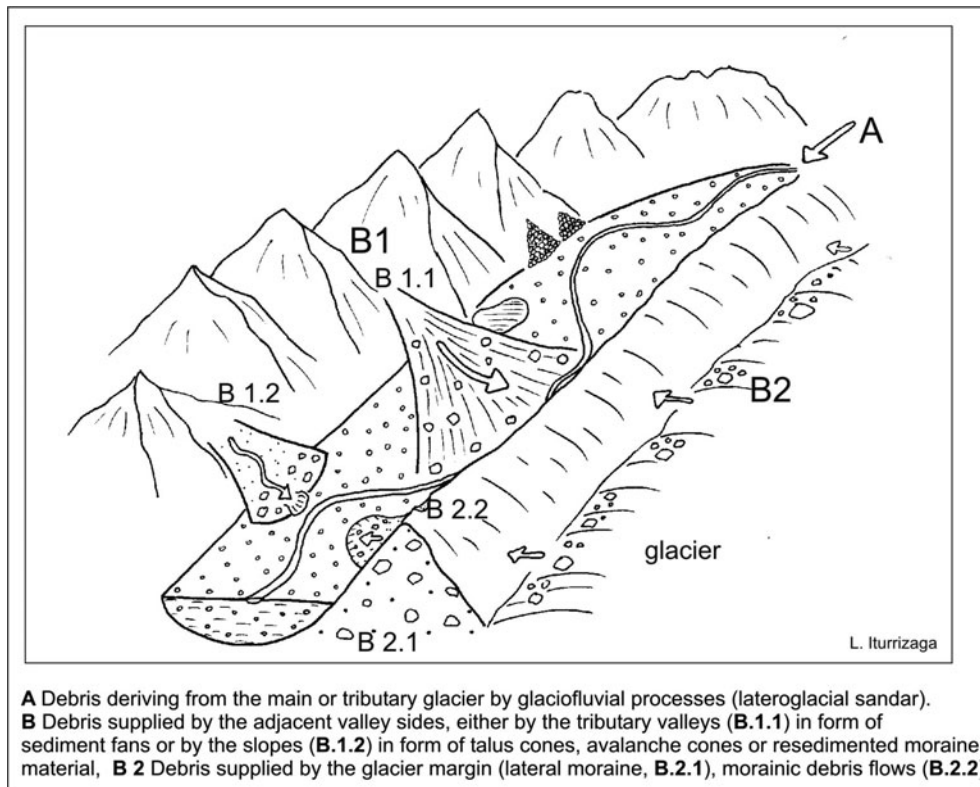 A
B1
B 1.1
B 1.2
B2
B 2.2
glacier
B 2.1
L. Iturrizaga
A Debris deriving from the main or tributary glacier by glaciofluvial processes (lateroglacial sandar).
B Debris supplied by the adjacent valley sides, either by the tributary valleys (B.1.1) in form of
sediment fans or by the slopes (B.1.2) in form of talus cones, avalanche cones or resedimented moraine
material, B 2 Debris supplied by the glacier margin (lateral moraine, B.2.1), morainic debris flows (B.2.2